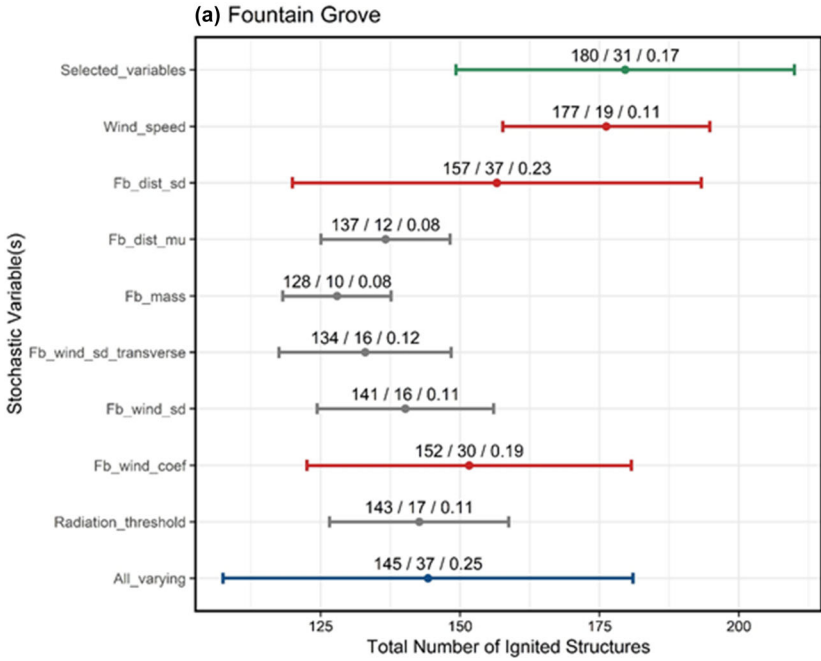 (a) Fountain Grove
Stochastic Variable(s)
Selected_variables
180 / 31 / 0.17
Wind_speed
177 / 19 / 0.11
Fb_dist_sd
157 / 37 / 0.23
Fb_dist_mu
137 / 12 / 0.08
Fb_mass
128 / 10 / 0.08
Fb_wind_sd_transverse
134 / 16 / 0.12
Fb_wind_sd
141 / 16 / 0.11
Fb_wind_coef
152 / 30 / 0.19
Radiation_threshold
143 / 17 / 0.11
All_varying
145 / 37 / 0.25
125 150 175 200
Total Number of Ignited Structures